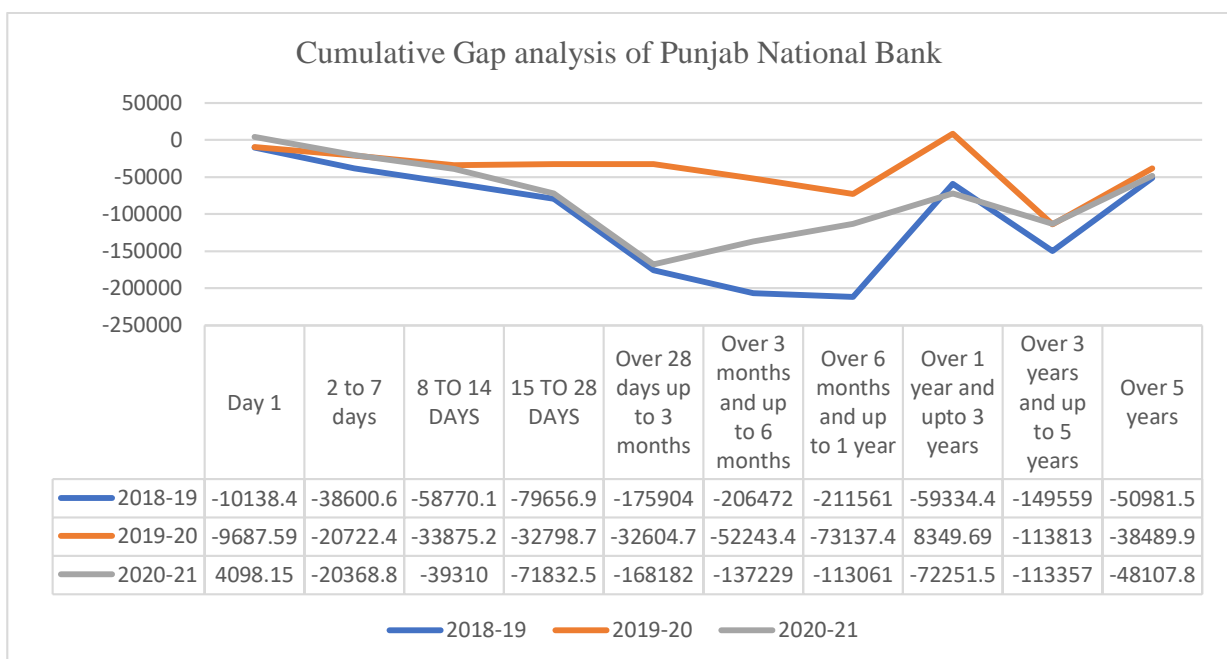 Cumulative Gap analysis of Punjab National Bank
50000
0
-50000
-100000
-150000
-200000
-250000
Day 1
2 to 7
days
8 TO 14
DAYS
15 TO 28
DAYS
Over 28
days up
to 3
months
Over 3
months
and up
to 6
months
Over 6
months
and up
to 1 year
Over 1
year and
upto 3
years
Over 3
years
and up
to 5
years
Over 5
years
2018-19 -10138.4 -38600.6 -58770.1 -79656.9 -175904 -206472 -211561 -59334.4 -149559 -50981.5
2019-20 -9687.59 -20722.4 -33875.2 -32798.7 -32604.7 -52243.4 -73137.4 8349.69 -113813 -38489.9
2020-21 4098.15 -20368.8 -39310 -71832.5 -168182 -137229 -113061 -72251.5 -113357 -48107.8
2018-19 2019-20 2020-21